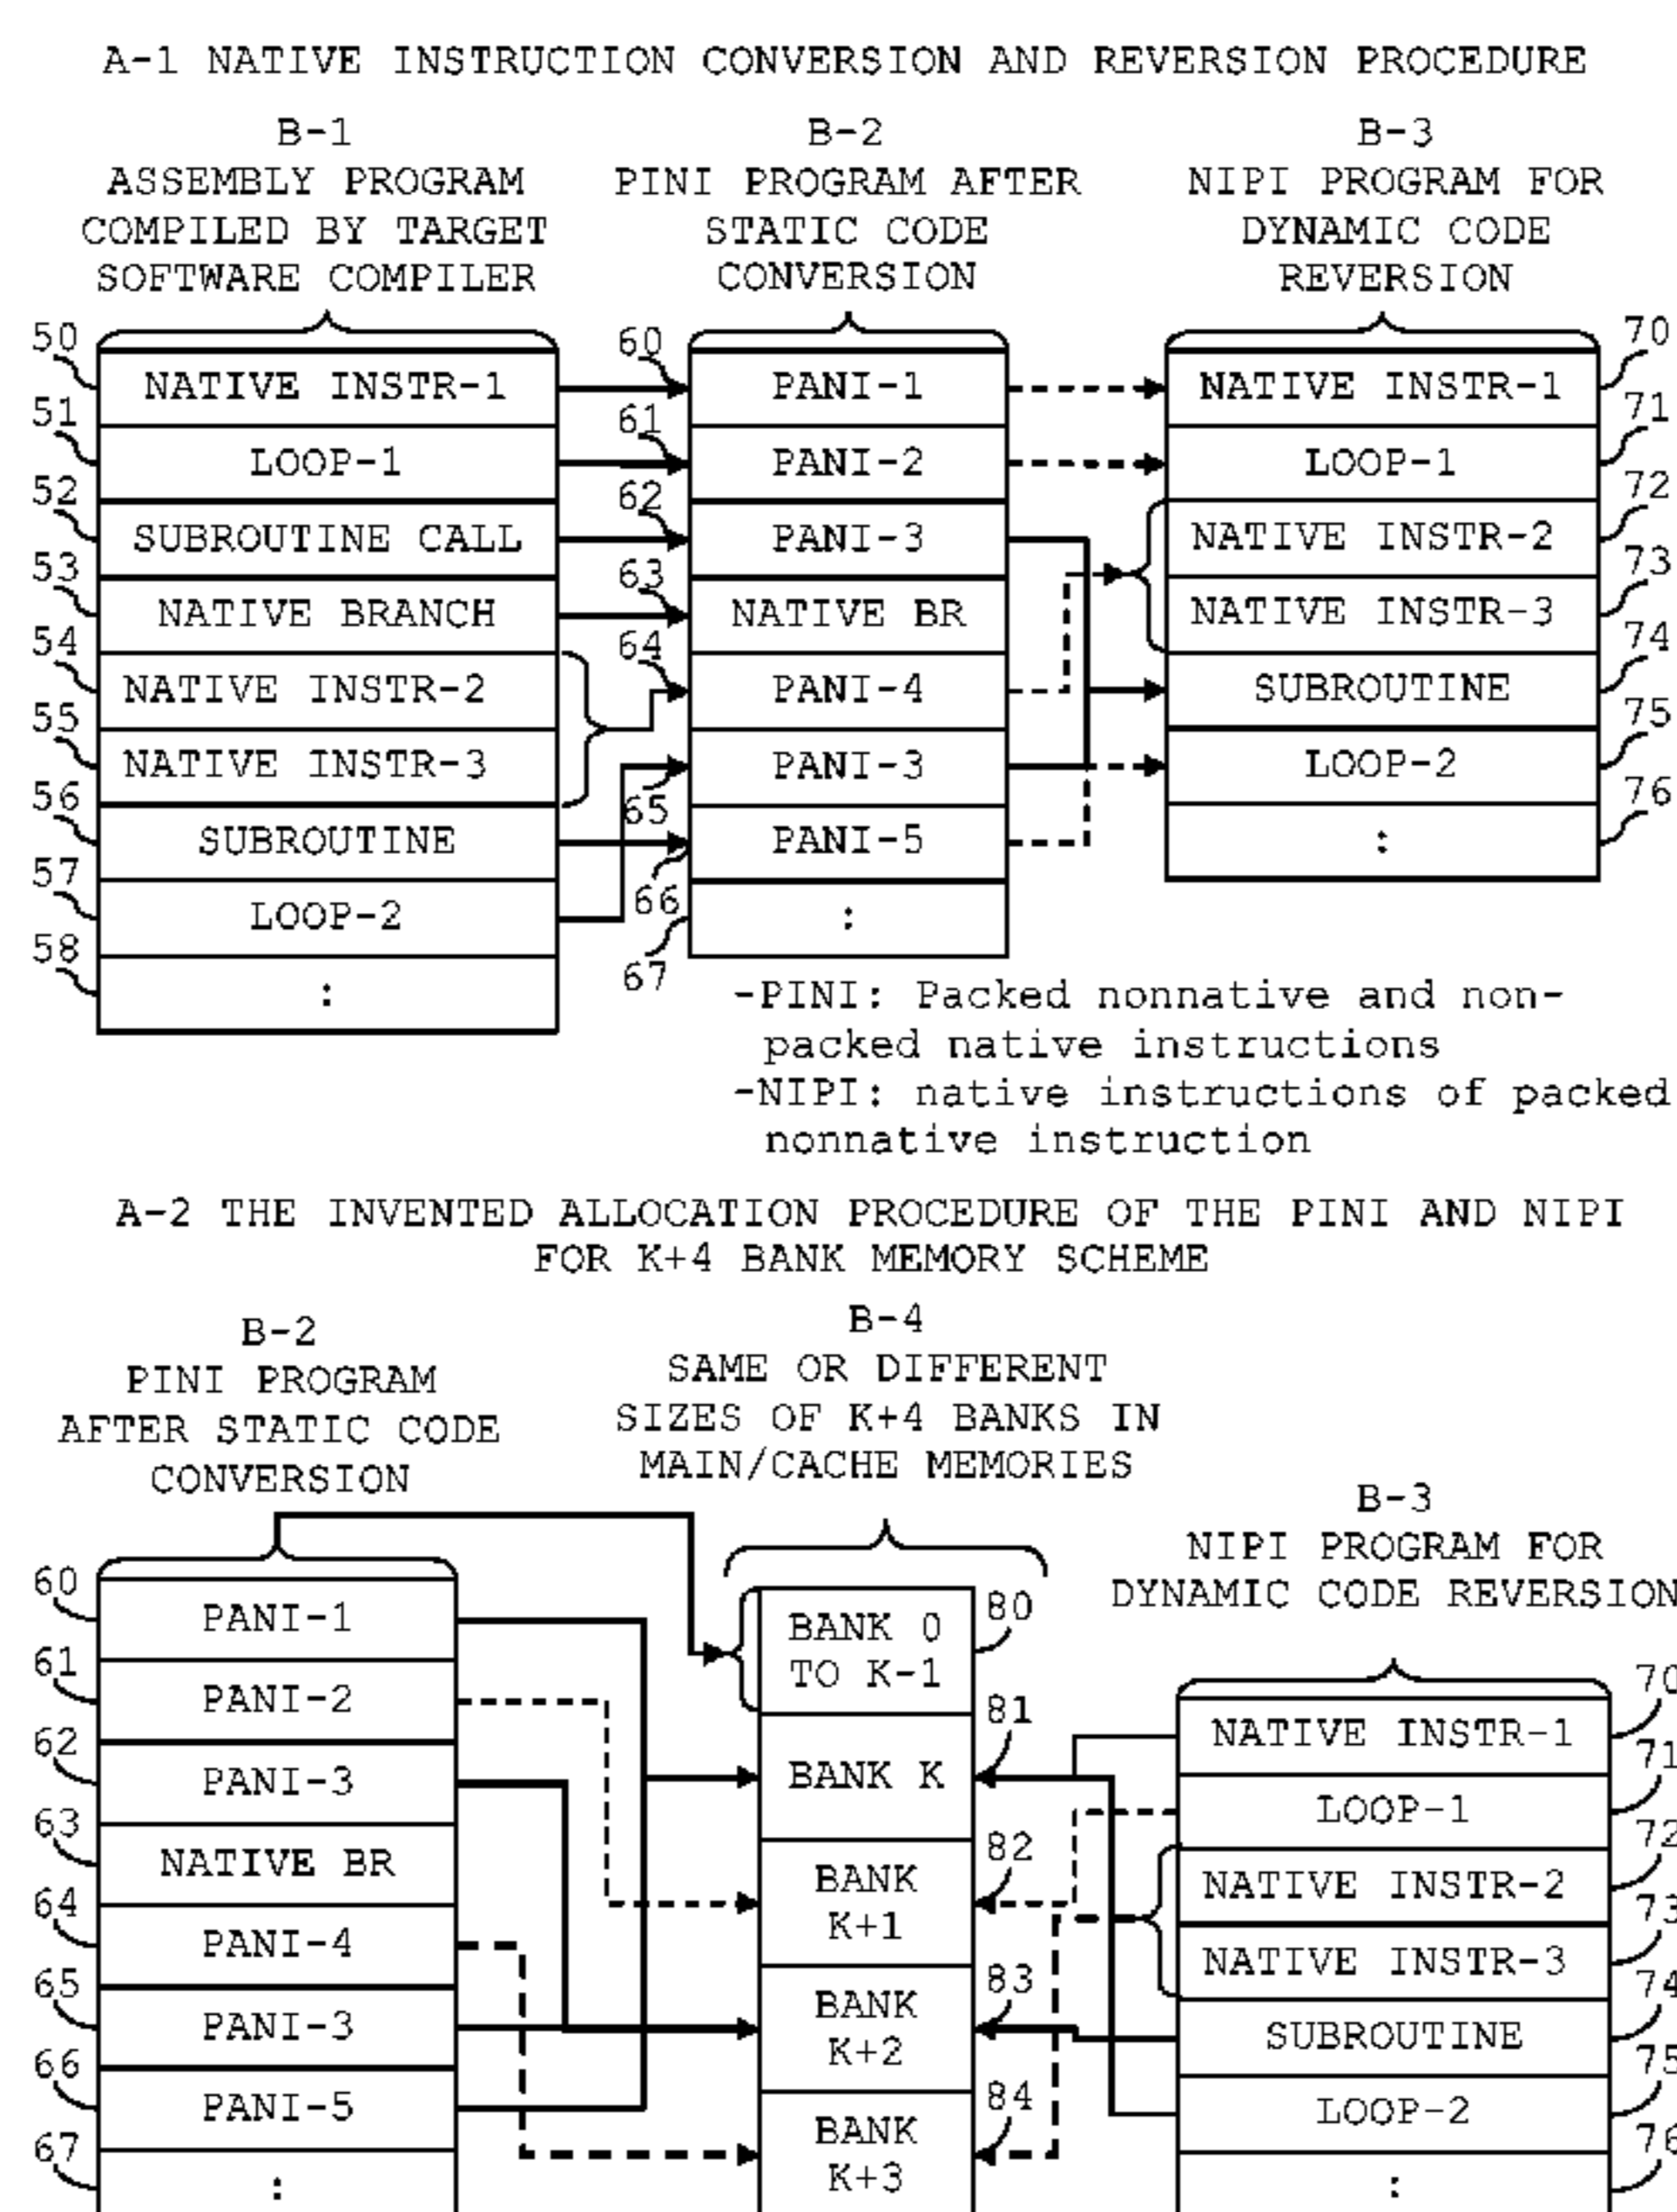 A-1 NATIVE INSTRUCTION CONVERSION AND REVERSION PROCEDURE
B-1
ASSEMBLY PROGRAM
COMPILED BY TARGET
SOFTWARE COMPILER
B-2
PINI PROGRAM AFTER
STATIC CODE
CONVERSION
B-3
NIPI PROGRAM FOR
DYNAMIC CODE
REVERSION
50
NATIVE INSTR-1
51
LOOP-1
52
SUBROUTINE CALL
53
NATIVE BRANCH
54
NATIVE INSTR-2
55
NATIVE INSTR-3
56
SUBROUTINE
57
LOOP-2
58
:
60
PANI-1
61
PANI-2
62
PANI-3
63
NATIVE BR
64
PANI-4
65
PANI-3
66
PANI-5
67
:
70
NATIVE INSTR-1
71
LOOP-1
72
NATIVE INSTR-2
73
NATIVE INSTR-3
74
SUBROUTINE
75
LOOP-2
76
:
-PINI: Packed nonnative and non-
packed native instructions
-NIPI: native instructions of packed
nonnative instruction
A-2 THE INVENTED ALLOCATION PROCEDURE OF THE PINI AND NIPI
FOR K+4 BANK MEMORY SCHEME
B-2
PINI PROGRAM
AFTER STATIC CODE
CONVERSION
B-4
SAME OR DIFFERENT
SIZES OF K+4 BANKS IN
MAIN/CACHE MEMORIES
B-3
NIPI PROGRAM FOR
DYNAMIC CODE REVERSION
60
PANI-1
61
PANI-2
62
PANI-3
63
NATIVE BR
64
PANI-4
65
PANI-3
66
PANI-5
67
:
80
BANK 0
TO K-1
81
BANK K
82
BANK
K+1
83
BANK
K+2
84
BANK
K+3
70
NATIVE INSTR-1
71
LOOP-1
72
NATIVE INSTR-2
73
NATIVE INSTR-3
74
SUBROUTINE
75
LOOP-2
76
: